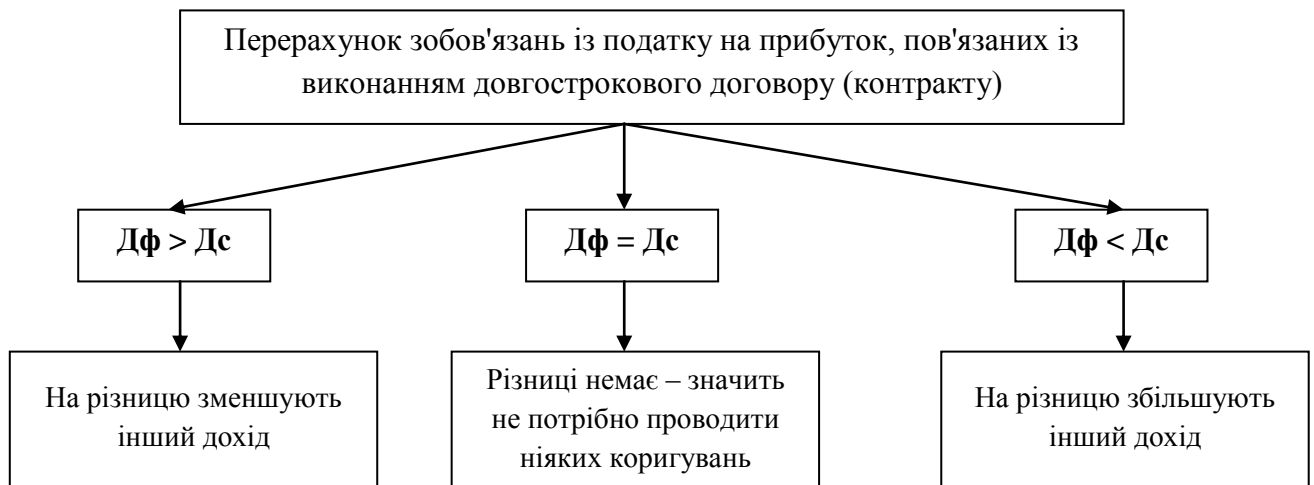 Перерахунок зобов'язань із податку на прибуток, пов'язаних із
виконанням довгострокового договору (контракту)
Дф > Дс
Дф = Дс
Дф < Дс
На різницю зменшують
інший дохід
Різниці немає – значить
не потрібно проводити
ніяких коригувань
На різницю збільшують
інший дохід